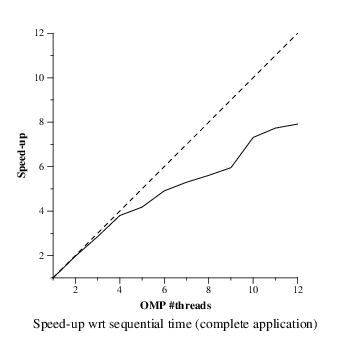 12
10
8
6
4
2
Speed-up
2 4 6 8 10 12
OMP #threads
Speed-up wrt sequential time (complete application)